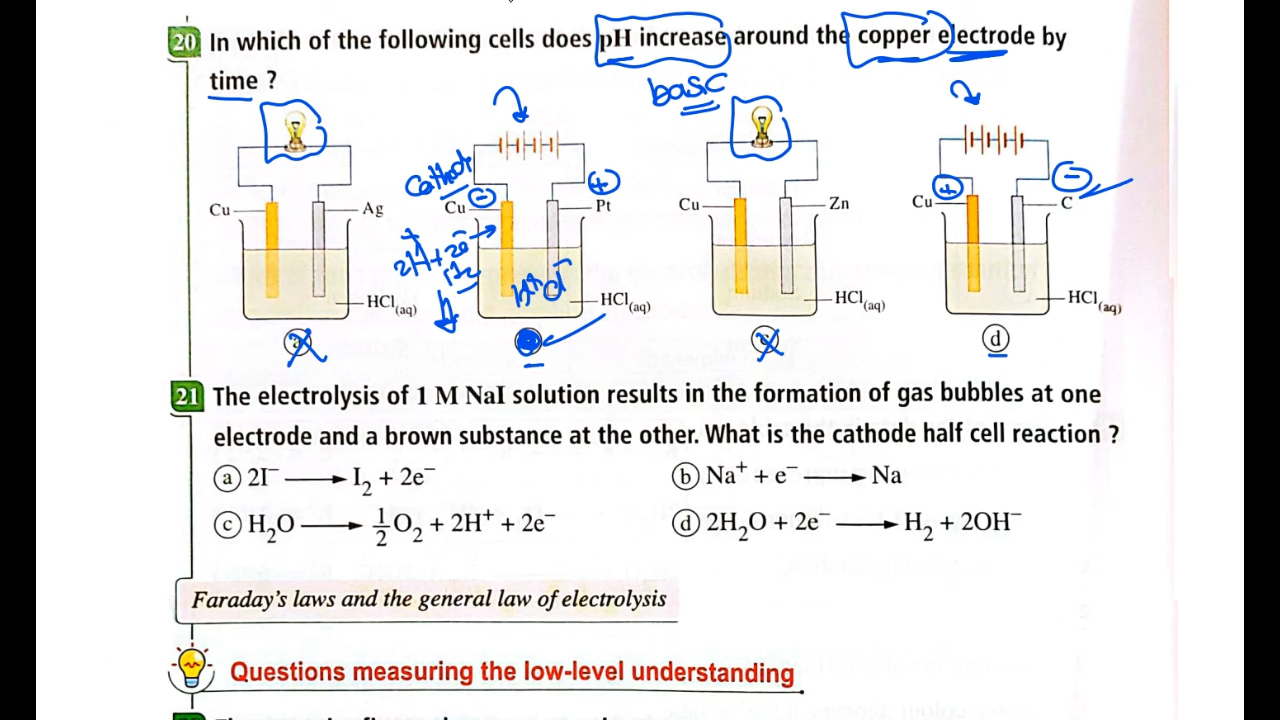 20 In which of the following cells does pH increase around the copper electrode by
time ?
basic
Cathode
Cu
Ag
HCl(aq)
a
Cu
Pt
2H⁺ + 2e⁻
H₂
H⁺ Cl⁻
HCl(aq)
Cu
Zn
HCl(aq)
c
Cu
C
HCl(aq)
d
21 The electrolysis of 1 M NaI solution results in the formation of gas bubbles at one
electrode and a brown substance at the other. What is the cathode half cell reaction ?
a 2I⁻ ⟶ I₂ + 2e⁻
b Na⁺ + e⁻ ⟶ Na
c H₂O ⟶ ½O₂ + 2H⁺ + 2e⁻
d 2H₂O + 2e⁻ ⟶ H₂ + 2OH⁻
Faraday's laws and the general law of electrolysis
Questions measuring the low-level understanding